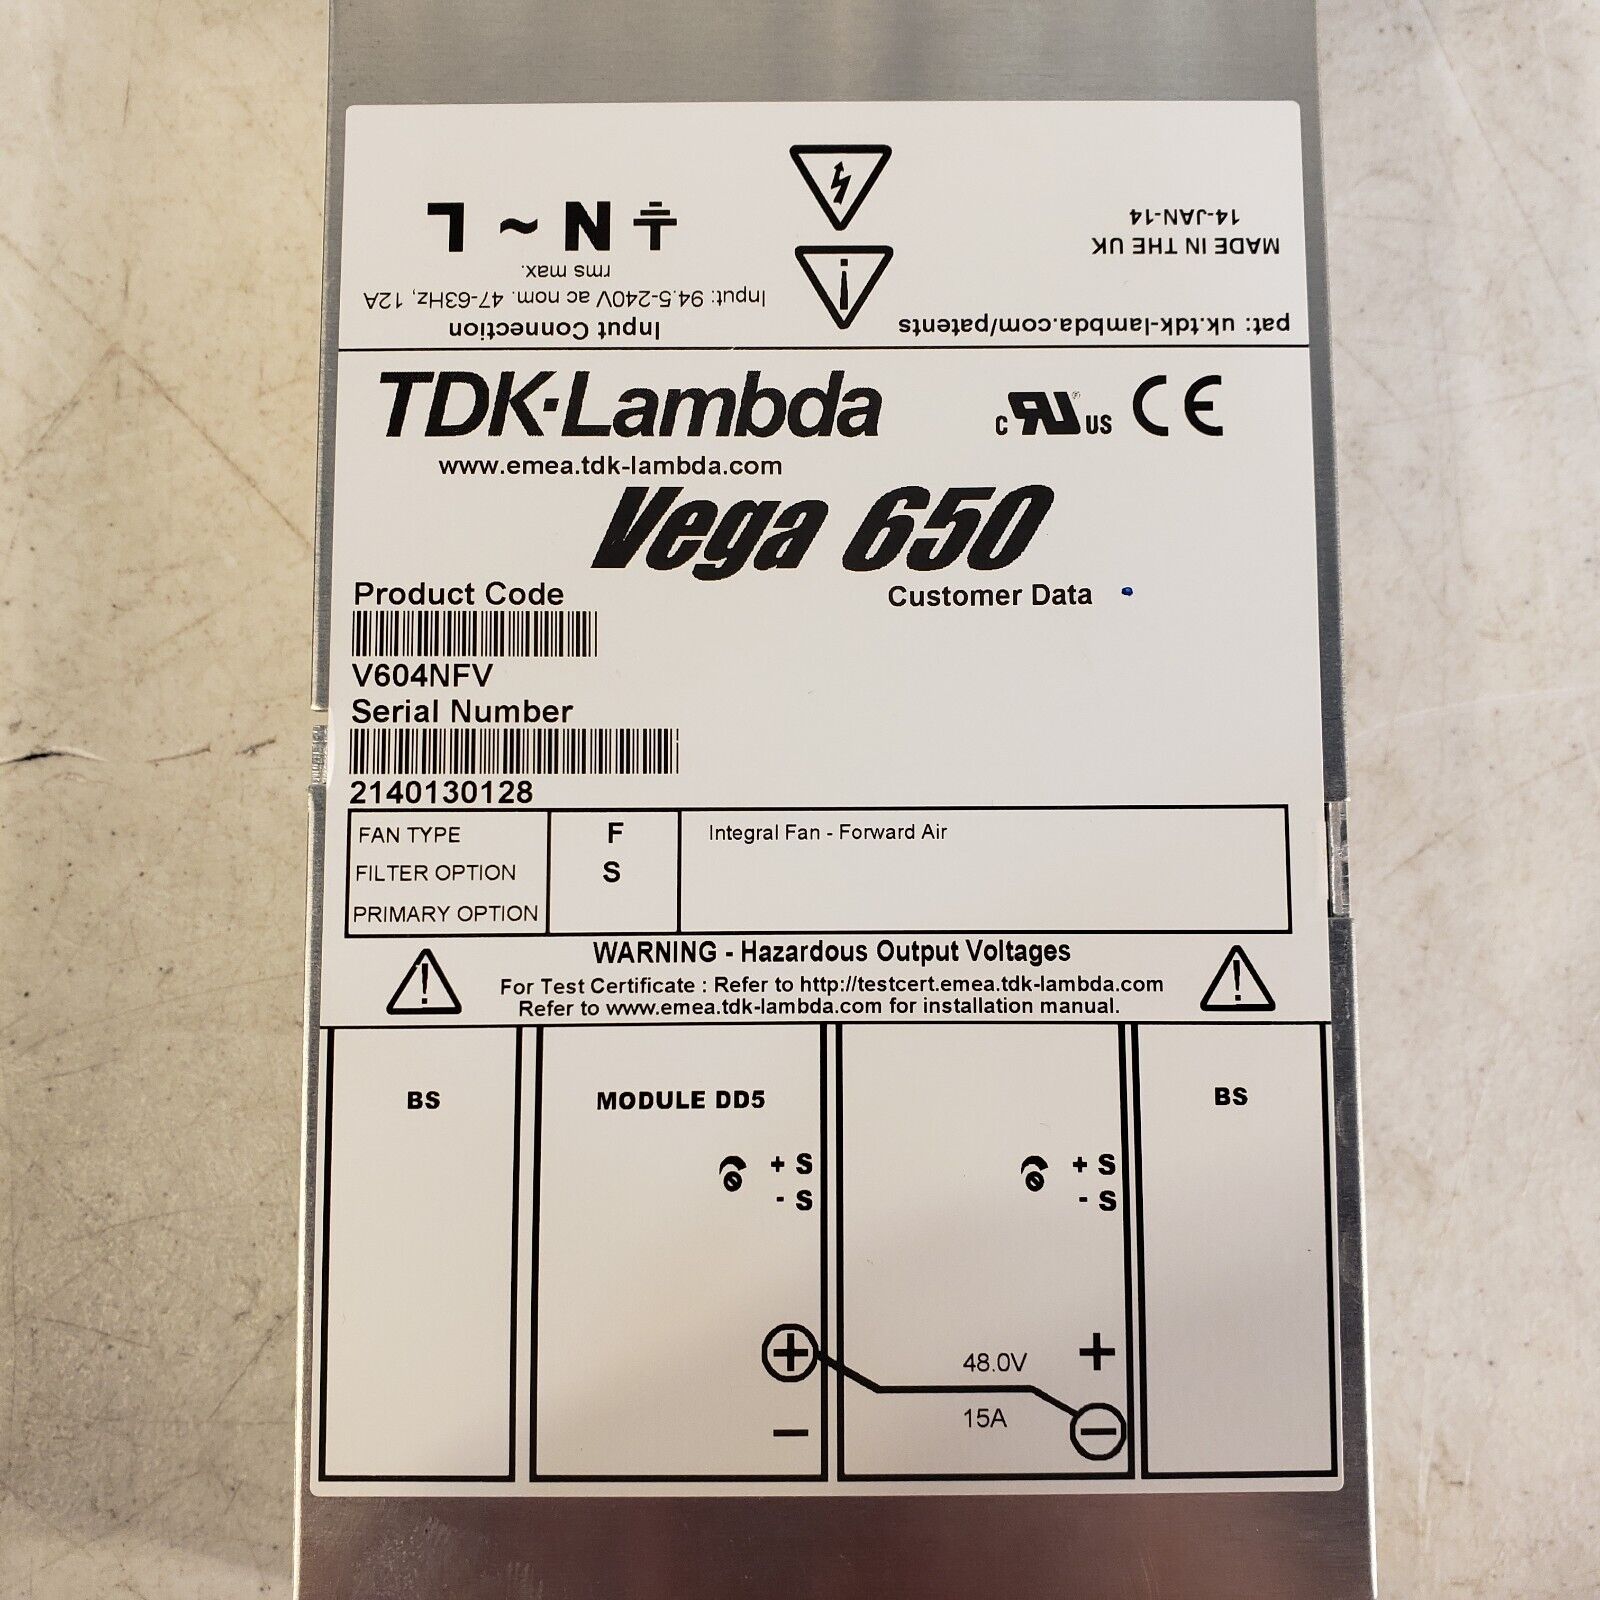 L ~ N
Input Connection
Input: 94.5-240V ac nom. 47-63Hz, 12A
rms max.
pat: uk.tdk-lambda.com/patents
MADE IN THE UK
14-JAN-14
TDK·Lambda
www.emea.tdk-lambda.com
c RU ® US CE
Vega 650
Product Code
Customer Data
V604NFV
Serial Number
2140130128
FAN TYPE F Integral Fan - Forward Air
FILTER OPTION S
PRIMARY OPTION
WARNING - Hazardous Output Voltages
For Test Certificate : Refer to http://testcert.emea.tdk-lambda.com
Refer to www.emea.tdk-lambda.com for installation manual.
BS
MODULE DD5
+ S
- S
+
−
+ S
- S
48.0V
15A
+
−
BS